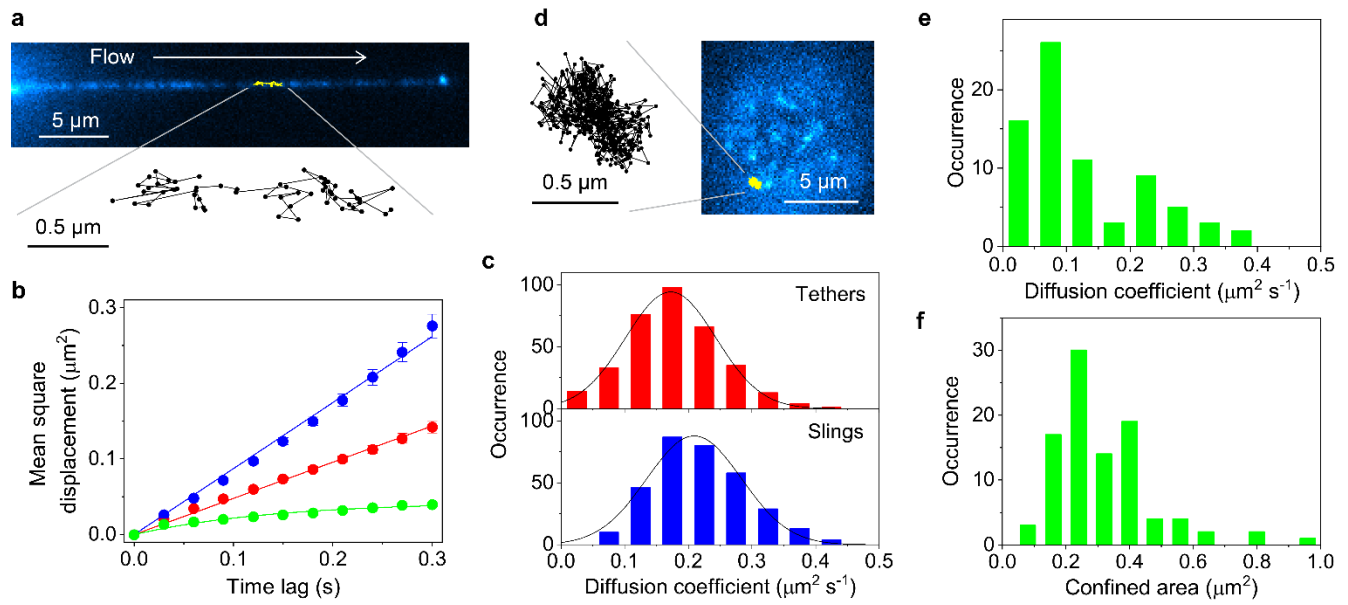 a
Flow
5 μm
0.5 μm
b
Mean square
displacement (μm²)
0.3
0.2
0.1
0.0
0.0 0.1 0.2 0.3
Time lag (s)
d
0.5 μm
5 μm
c
Occurrence
100
50
0
Tethers
100
50
0
Slings
0.0 0.1 0.2 0.3 0.4 0.5
Diffusion coefficient (μm² s⁻¹)
e
Occurrence
20
10
0
0.0 0.1 0.2 0.3 0.4 0.5
Diffusion coefficient (μm² s⁻¹)
f
Occurrence
30
20
10
0
0.0 0.2 0.4 0.6 0.8 1.0
Confined area (μm²)